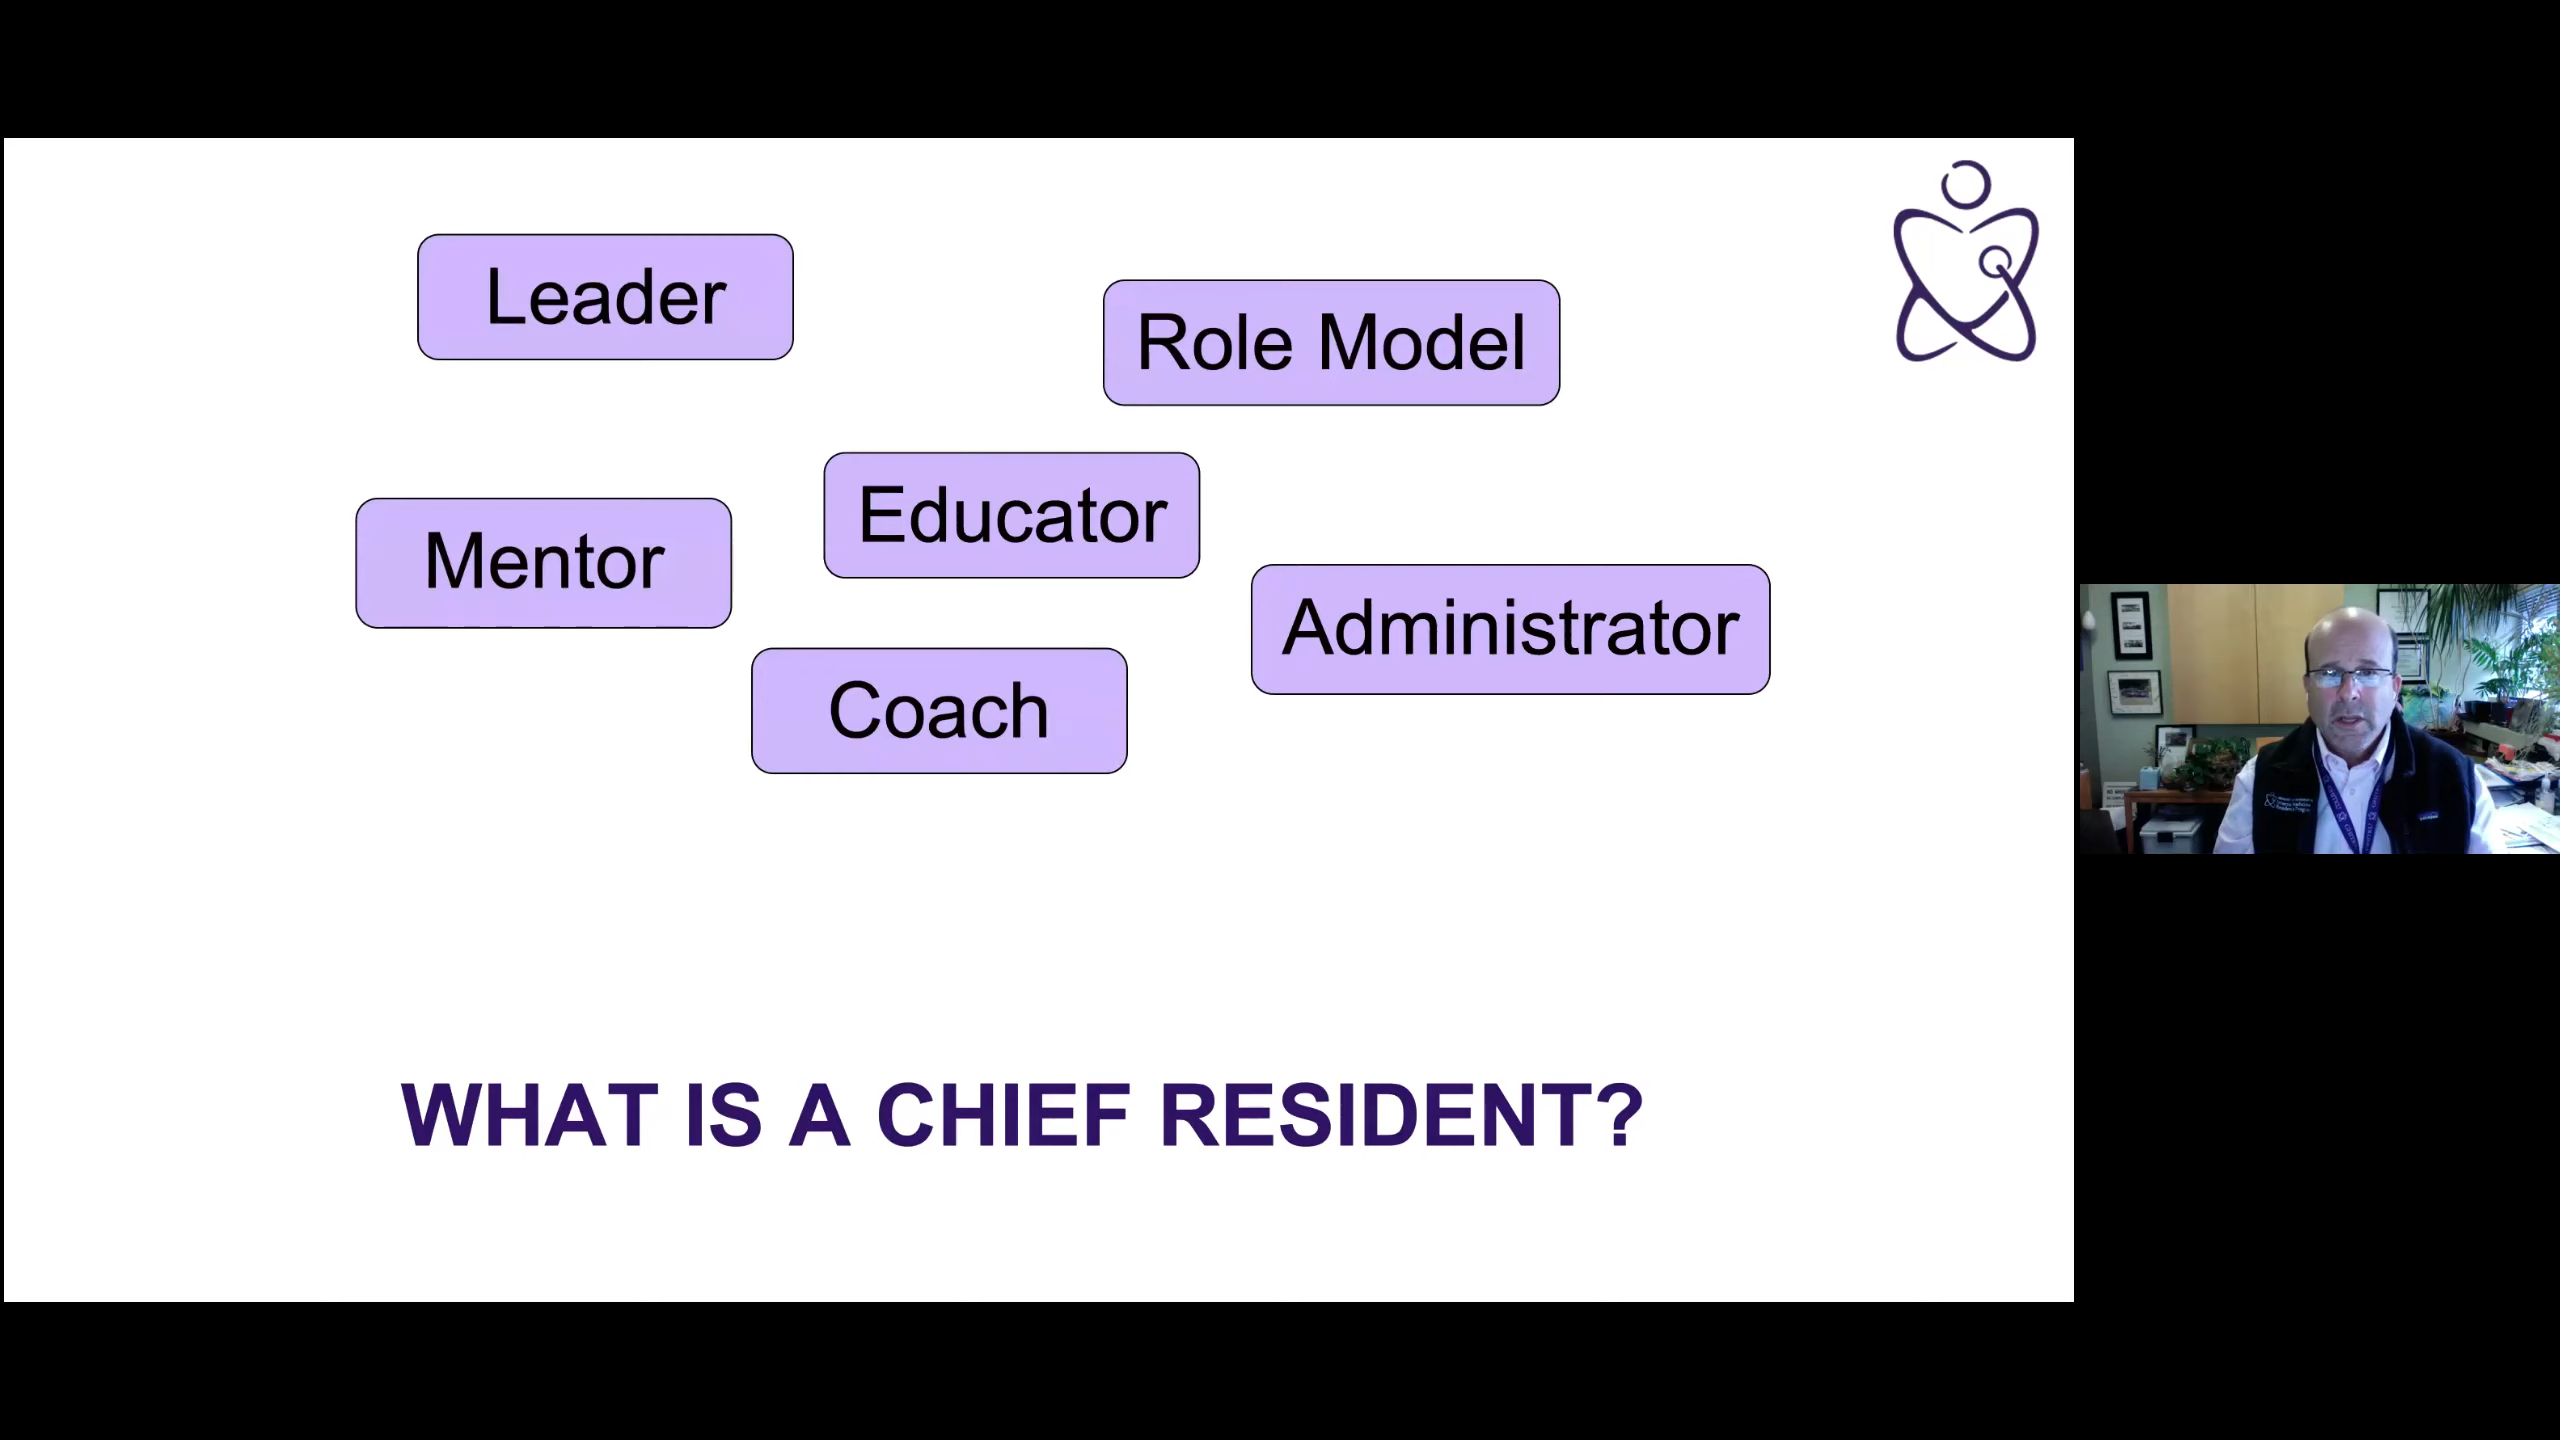 Leader
Role Model
Educator
Mentor
Administrator
Coach
WHAT IS A CHIEF RESIDENT?